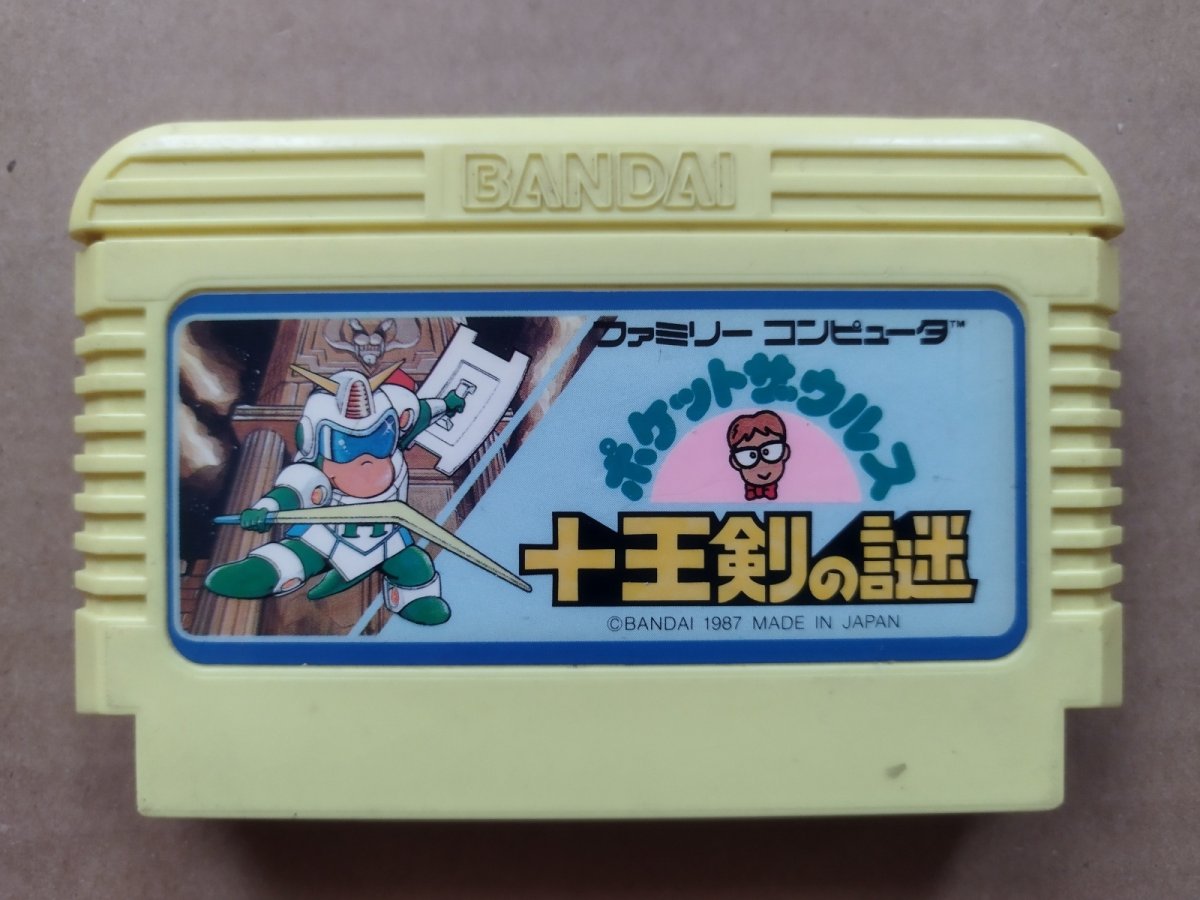 BANDAI
ファミリー コンピュータ™
ポケットザウルス
十王剣の謎
©BANDAI 1987 MADE IN JAPAN
H